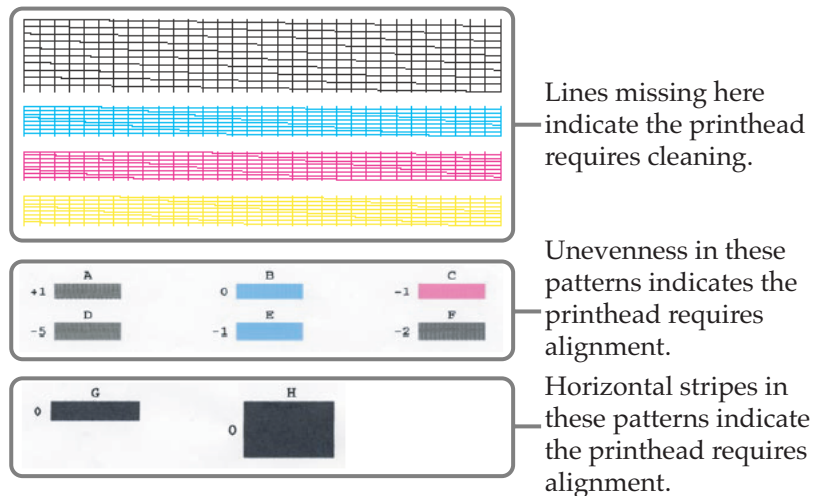 Lines missing here
indicate the printhead
requires cleaning.
A B C
+1 0 -1
D E F
-5 -1 -2
Unevenness in these
patterns indicates the
printhead requires
alignment.
G H
0 0
Horizontal stripes in
these patterns indicate
the printhead requires
alignment.